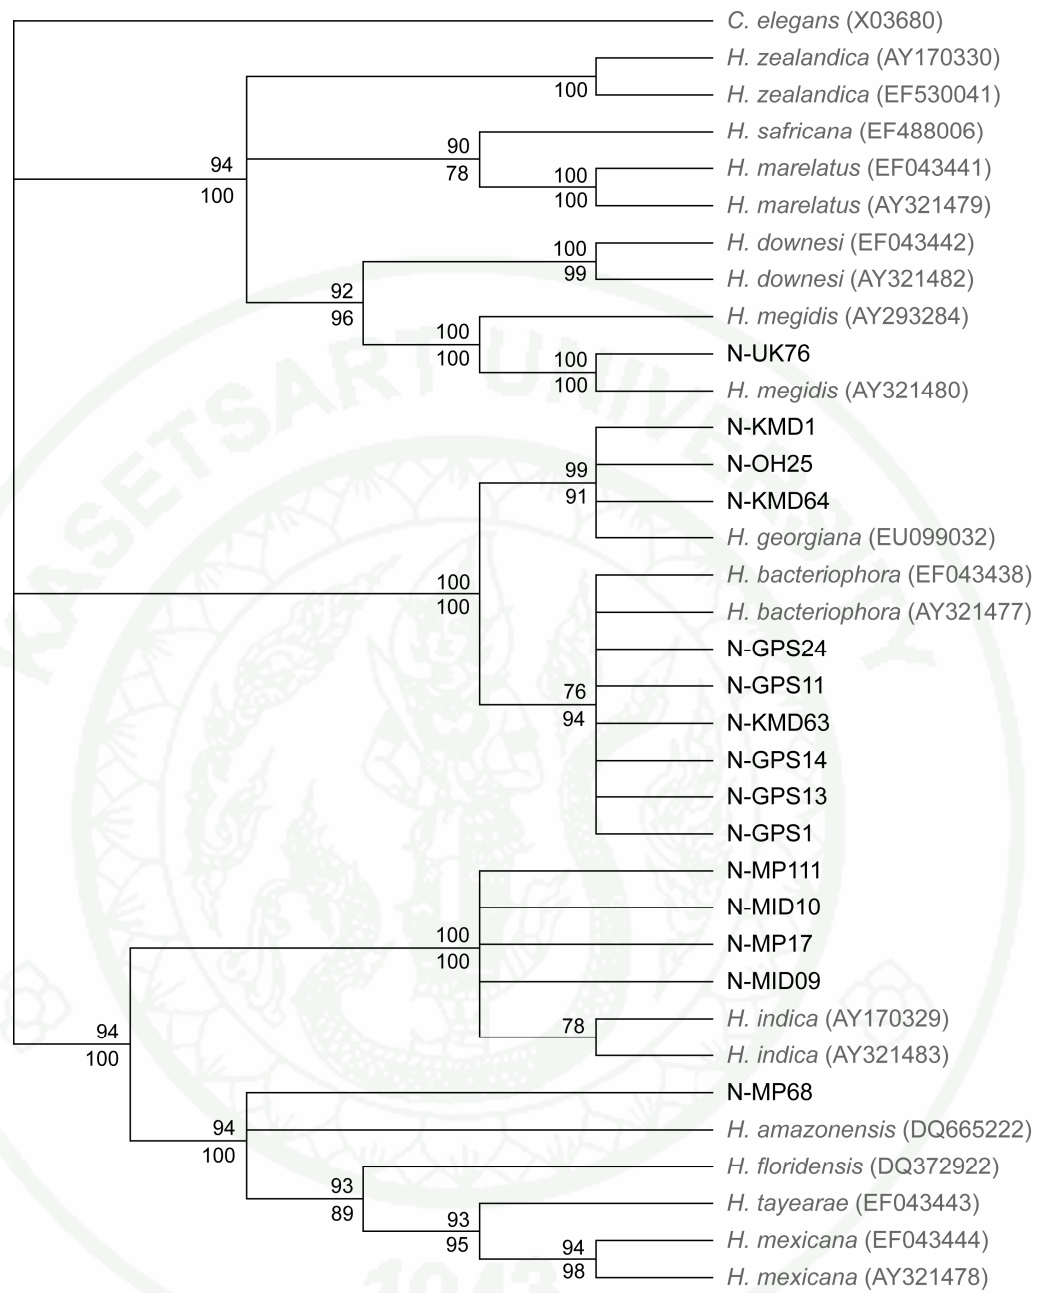 C. elegans (X03680)
H. zealandica (AY170330)
100
H. zealandica (EF530041)
H. safricana (EF488006)
90
78
94
100
H. marelatus (EF043441)
100
100
H. marelatus (AY321479)
H. downesi (EF043442)
100
99
H. downesi (AY321482)
92
96
H. megidis (AY293284)
100
100
N-UK76
100
100
H. megidis (AY321480)
N-KMD1
N-OH25
99
91
N-KMD64
H. georgiana (EU099032)
H. bacteriophora (EF043438)
100
100
H. bacteriophora (AY321477)
N-GPS24
N-GPS11
76
94
N-KMD63
N-GPS14
N-GPS13
N-GPS1
N-MP111
N-MID10
100
100
N-MP17
N-MID09
H. indica (AY170329)
78
94
100
H. indica (AY321483)
N-MP68
94
100
H. amazonensis (DQ665222)
H. floridensis (DQ372922)
93
89
H. tayearae (EF043443)
93
95
H. mexicana (EF043444)
94
98
H. mexicana (AY321478)
KASETSART UNIVERSITY
1943